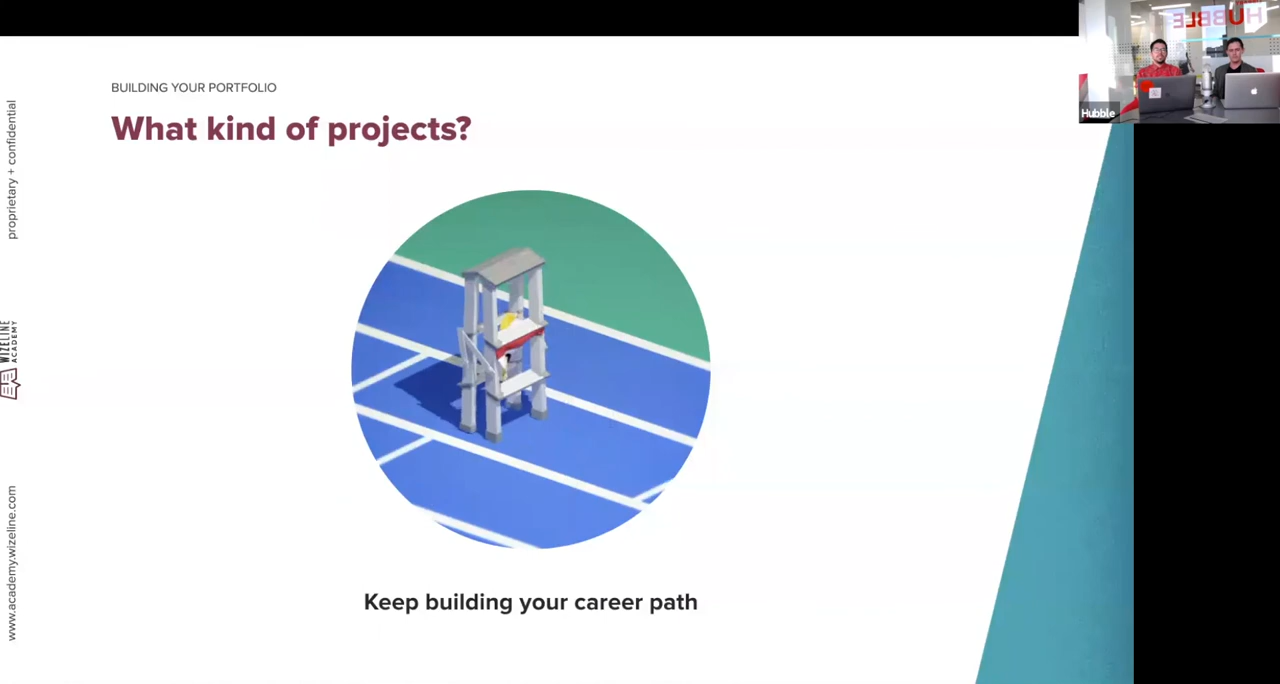 BUILDING YOUR PORTFOLIO
What kind of projects?
Keep building your career path
proprietary + confidential
WIZELINE
ACADEMY
www.academy.wizeline.com
HUBBLE
Hubble